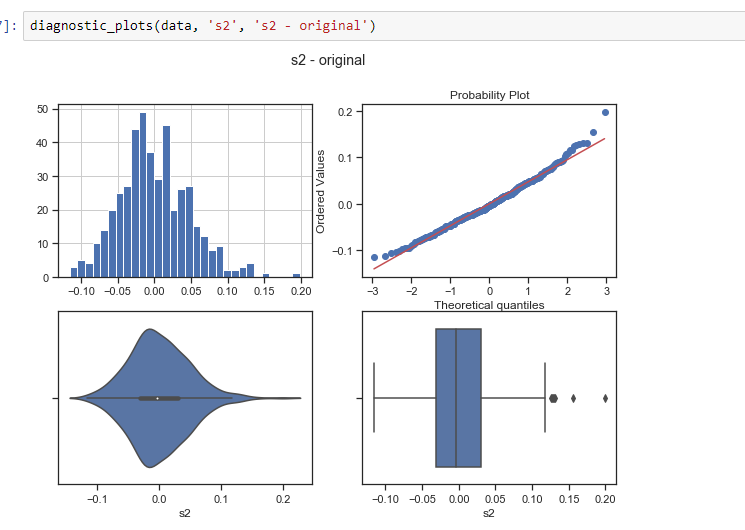 7]: diagnostic_plots(data, 's2', 's2 - original')
s2 - original
Probability Plot
50
40
30
20
10
0
−0.10 −0.05 0.00 0.05 0.10 0.15 0.20
Ordered Values
0.2
0.1
0.0
−0.1
−3 −2 −1 0 1 2 3
Theoretical quantiles
−0.1 0.0 0.1 0.2
s2
−0.10 −0.05 0.00 0.05 0.10 0.15 0.20
s2